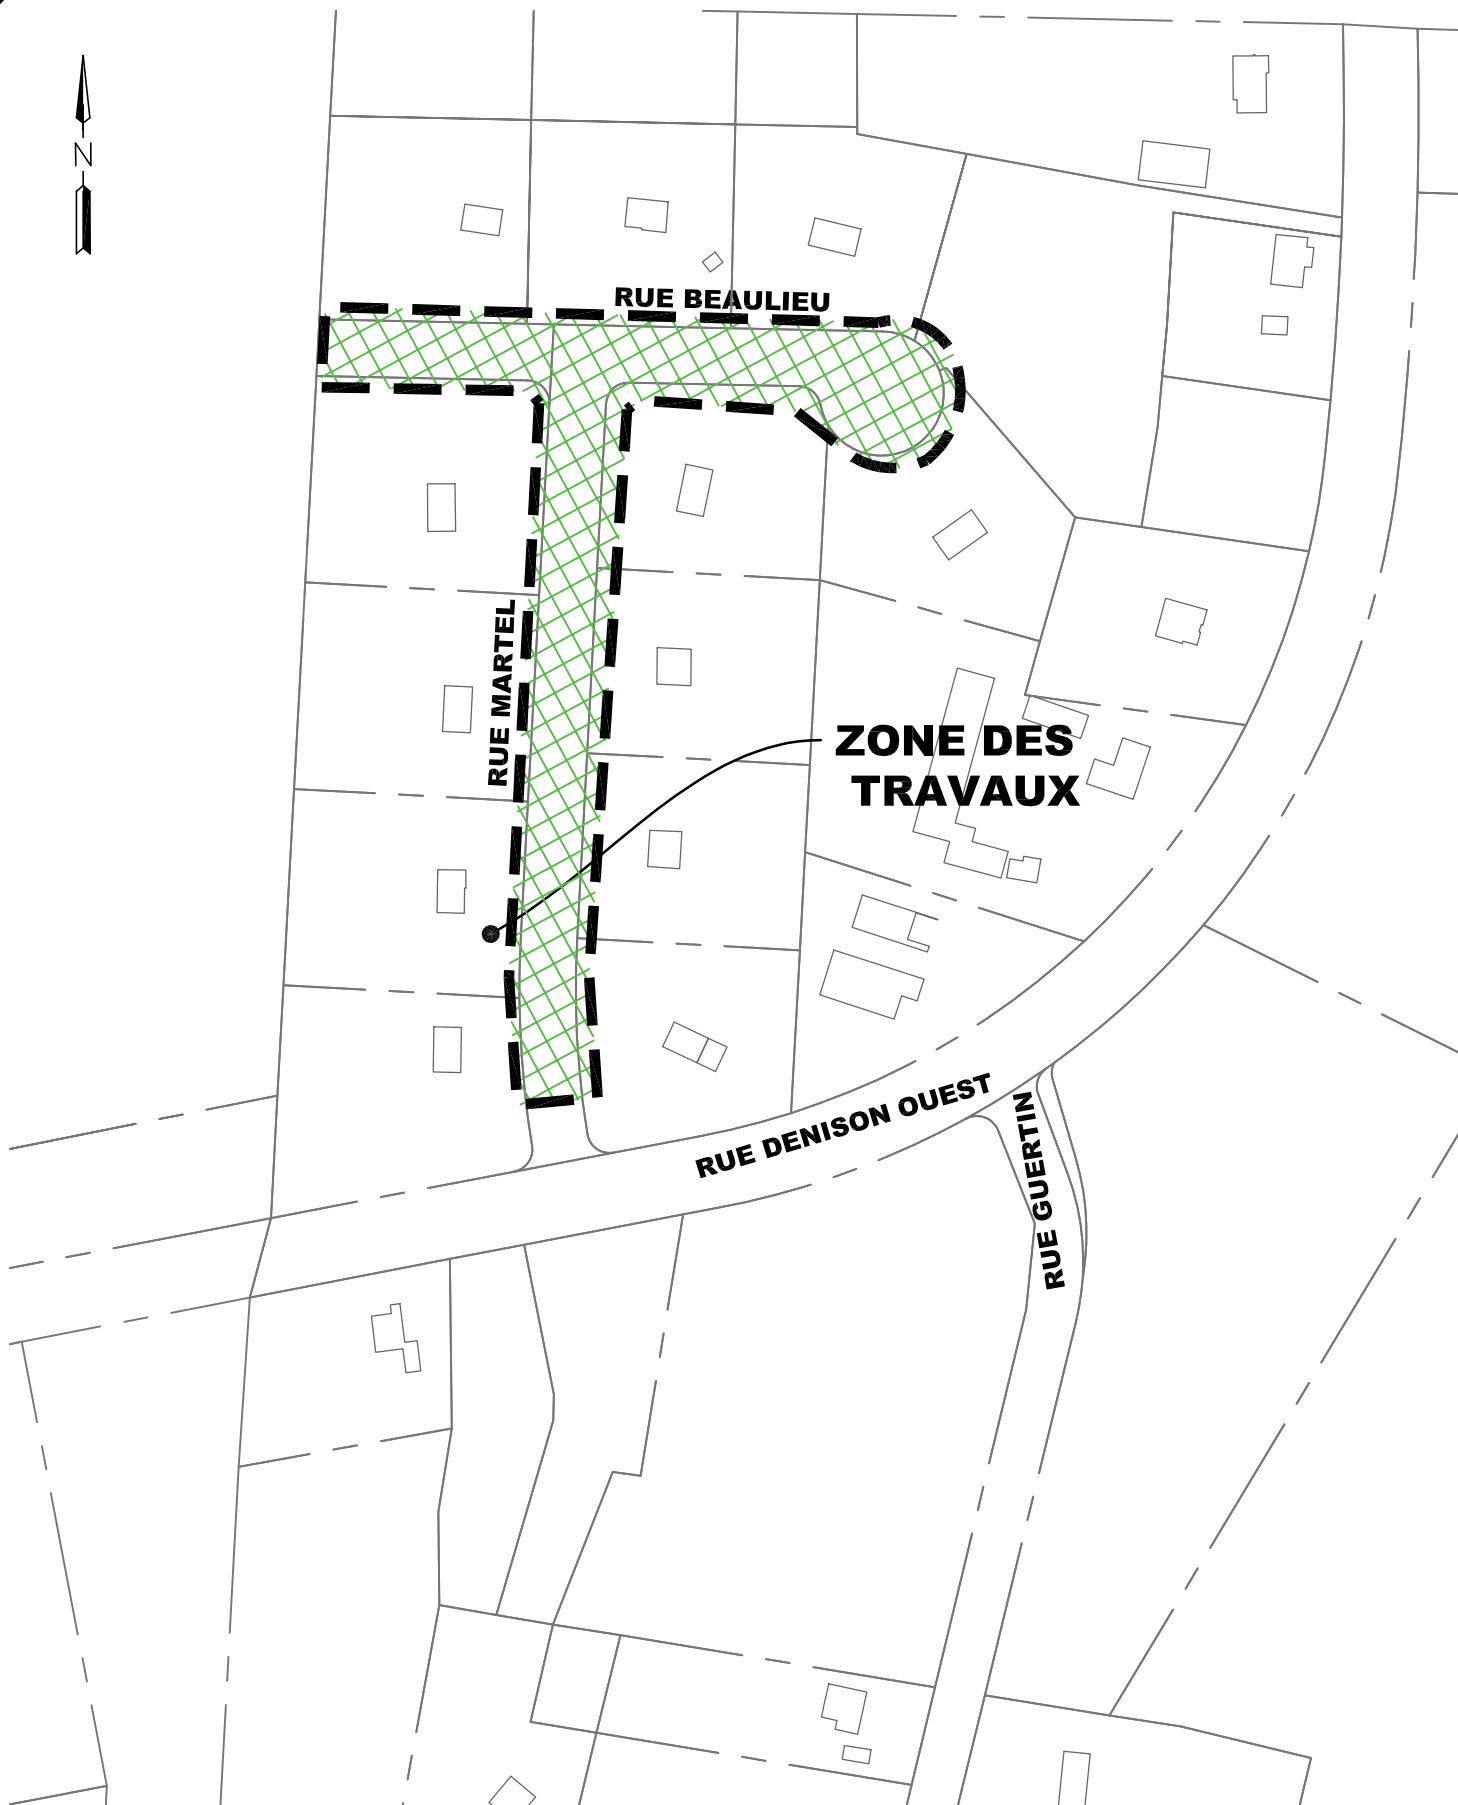 N
RUE BEAULIEU
RUE MARTEL
ZONE DES
TRAVAUX
RUE DENISON OUEST
RUE GUERTIN